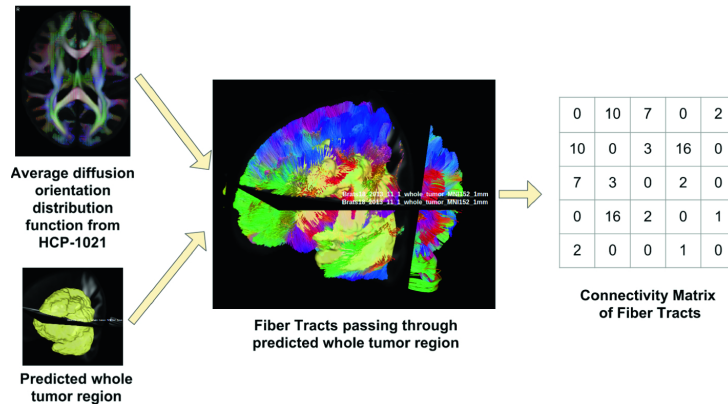 Average diffusion
orientation
distribution
function from
HCP-1021
Predicted whole
tumor region
Brats18_2013_11_1_whole_tumor_MNI152_1mm
Brats18_2013_11_1_whole_tumor_MNI152_1mm
Fiber Tracts passing through
predicted whole tumor region
0 10 7 0 2
10 0 3 16 0
7 3 0 2 0
0 16 2 0 1
2 0 0 1 0
Connectivity Matrix
of Fiber Tracts